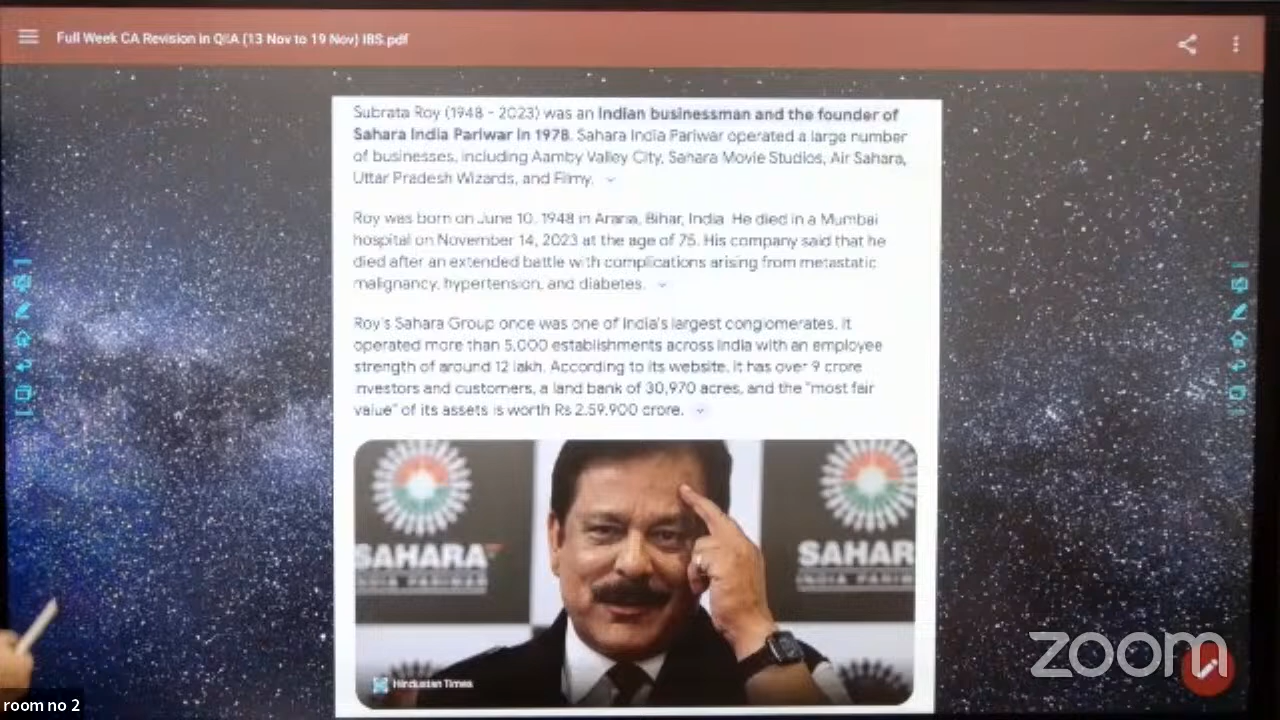 Full Week CA Revision in Q&A (13 Nov to 19 Nov) IBS.pdf
Subrata Roy (1948 - 2023) was an Indian businessman and the founder of
Sahara India Pariwar in 1978. Sahara India Pariwar operated a large number
of businesses, including Aamby Valley City, Sahara Movie Studios, Air Sahara,
Uttar Pradesh Wizards, and Filmy.
Roy was born on June 10, 1948 in Araria, Bihar, India. He died in a Mumbai
hospital on November 14, 2023 at the age of 75. His company said that he
died after an extended battle with complications arising from metastatic
malignancy, hypertension, and diabetes.
Roy's Sahara Group once was one of India's largest conglomerates. It
operated more than 5,000 establishments across India with an employee
strength of around 12 lakh. According to its website, it has over 9 crore
investors and customers, a land bank of 30,970 acres, and the "most fair
value" of its assets is worth Rs 2,59,900 crore.
SAHARA
INDIA PARIWAR
SAHAR
INDIA PARIW
Hindustan Times
zoom
room no 2